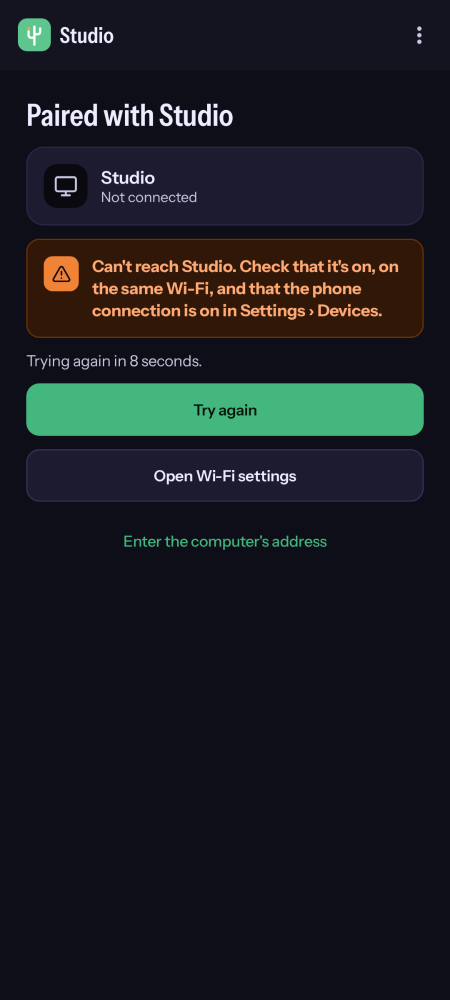 Studio
Paired with Studio
Studio
Not connected
Can't reach Studio. Check that it's on, on
the same Wi-Fi, and that the phone
connection is on in Settings › Devices.
Trying again in 8 seconds.
Try again
Open Wi-Fi settings
Enter the computer's address